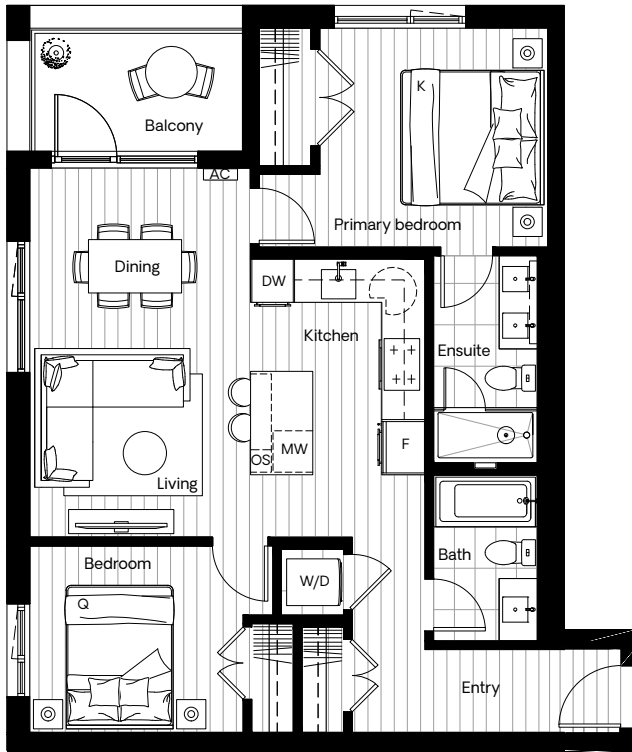 K
Balcony
AC
Primary bedroom
Dining
DW
Kitchen
Ensuite
F
MW
OS
Living
Bedroom
Bath
W/D
Q
Entry